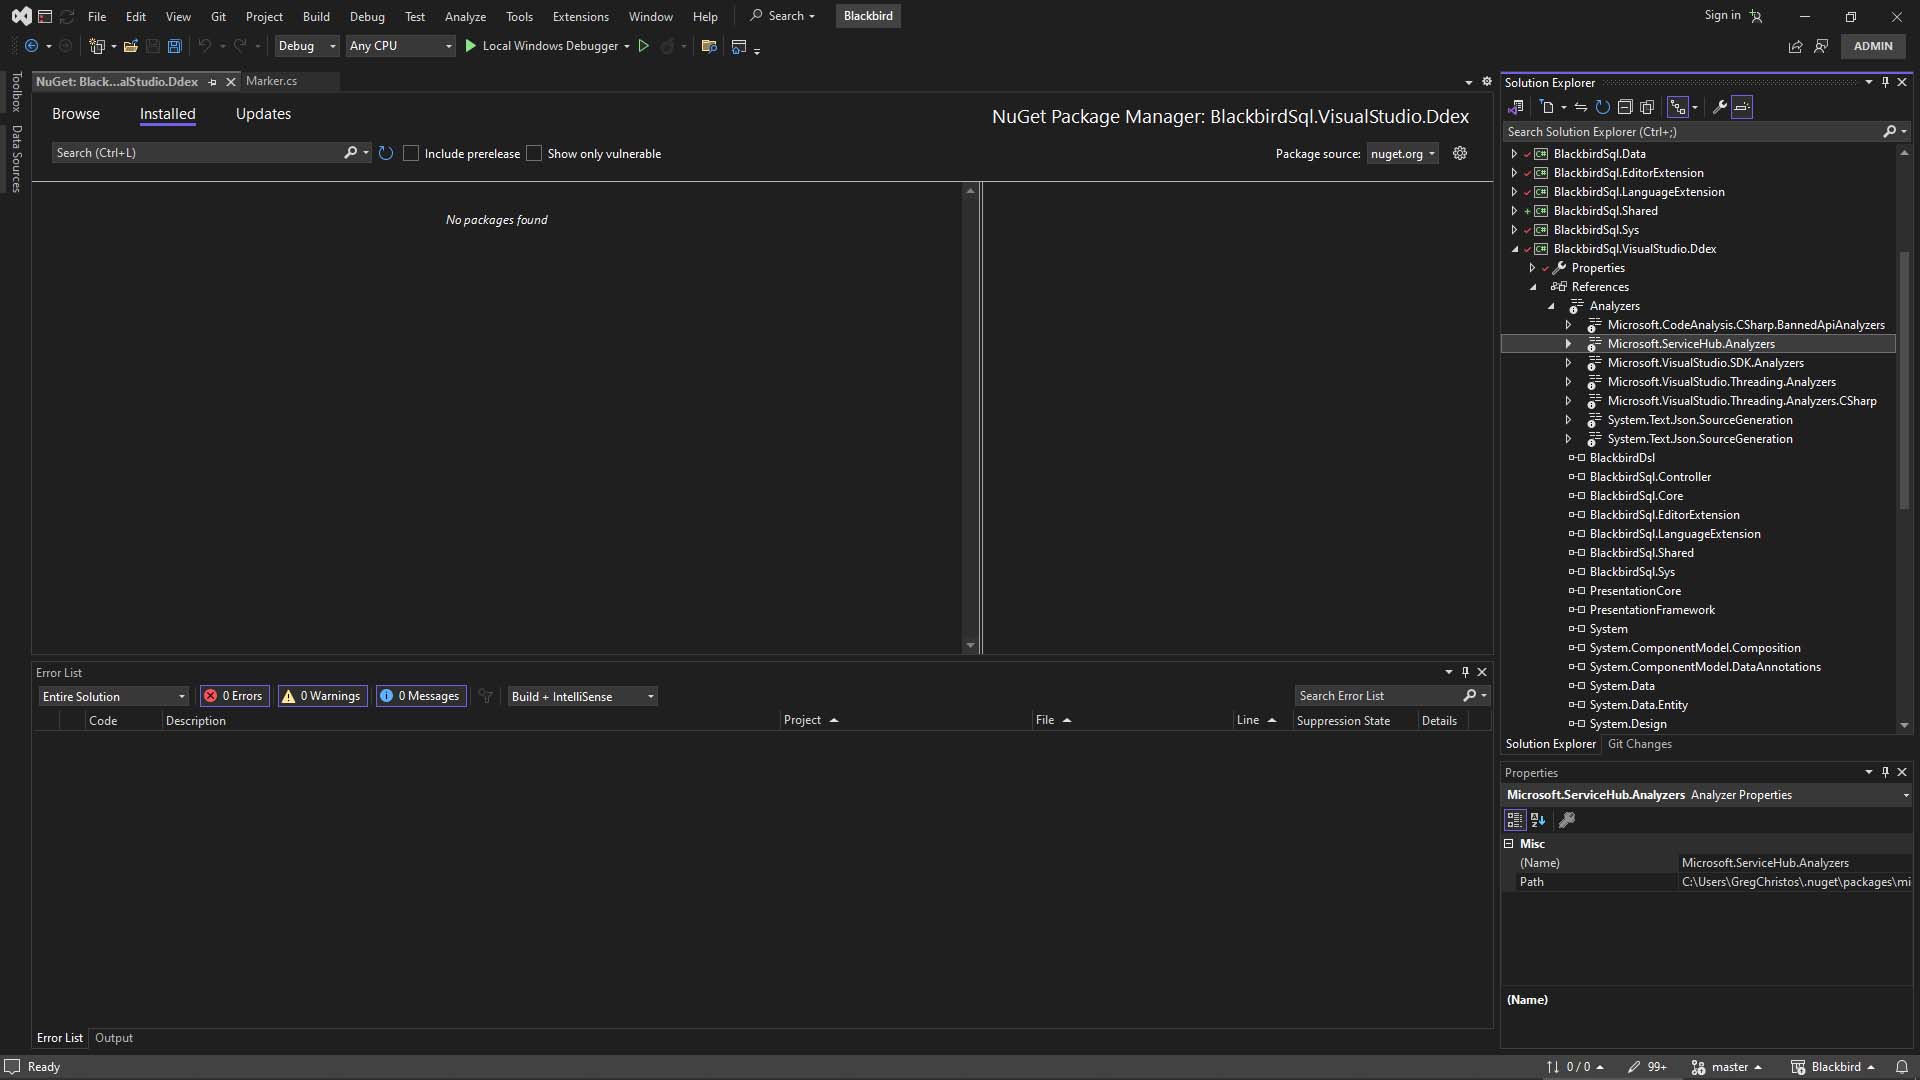 File Edit View Git Project Build Debug Test Analyze Tools Extensions Window Help Search Blackbird Sign in
Debug Any CPU Local Windows Debugger ADMIN
Toolbox
Data Sources
NuGet: Black...alStudio.Ddex Marker.cs
Browse Installed Updates
NuGet Package Manager: BlackbirdSql.VisualStudio.Ddex
Search (Ctrl+L) Include prerelease Show only vulnerable
Package source: nuget.org
No packages found
Error List
Entire Solution 0 Errors 0 Warnings 0 Messages Build + IntelliSense Search Error List
Code Description Project File Line Suppression State Details
Error List Output
Solution Explorer
Search Solution Explorer (Ctrl+;)
BlackbirdSql.Data
BlackbirdSql.EditorExtension
BlackbirdSql.LanguageExtension
BlackbirdSql.Shared
BlackbirdSql.Sys
BlackbirdSql.VisualStudio.Ddex
Properties
References
Analyzers
Microsoft.CodeAnalysis.CSharp.BannedApiAnalyzers
Microsoft.ServiceHub.Analyzers
Microsoft.VisualStudio.SDK.Analyzers
Microsoft.VisualStudio.Threading.Analyzers
Microsoft.VisualStudio.Threading.Analyzers.CSharp
System.Text.Json.SourceGeneration
System.Text.Json.SourceGeneration
BlackbirdDsl
BlackbirdSql.Controller
BlackbirdSql.Core
BlackbirdSql.EditorExtension
BlackbirdSql.LanguageExtension
BlackbirdSql.Shared
BlackbirdSql.Sys
PresentationCore
PresentationFramework
System
System.ComponentModel.Composition
System.ComponentModel.DataAnnotations
System.Data
System.Data.Entity
System.Design
Solution Explorer Git Changes
Properties
Microsoft.ServiceHub.Analyzers Analyzer Properties
Misc
(Name) Microsoft.ServiceHub.Analyzers
Path C:\Users\GregChristos\.nuget\packages\mi
(Name)
Ready 0 / 0 99+ master Blackbird